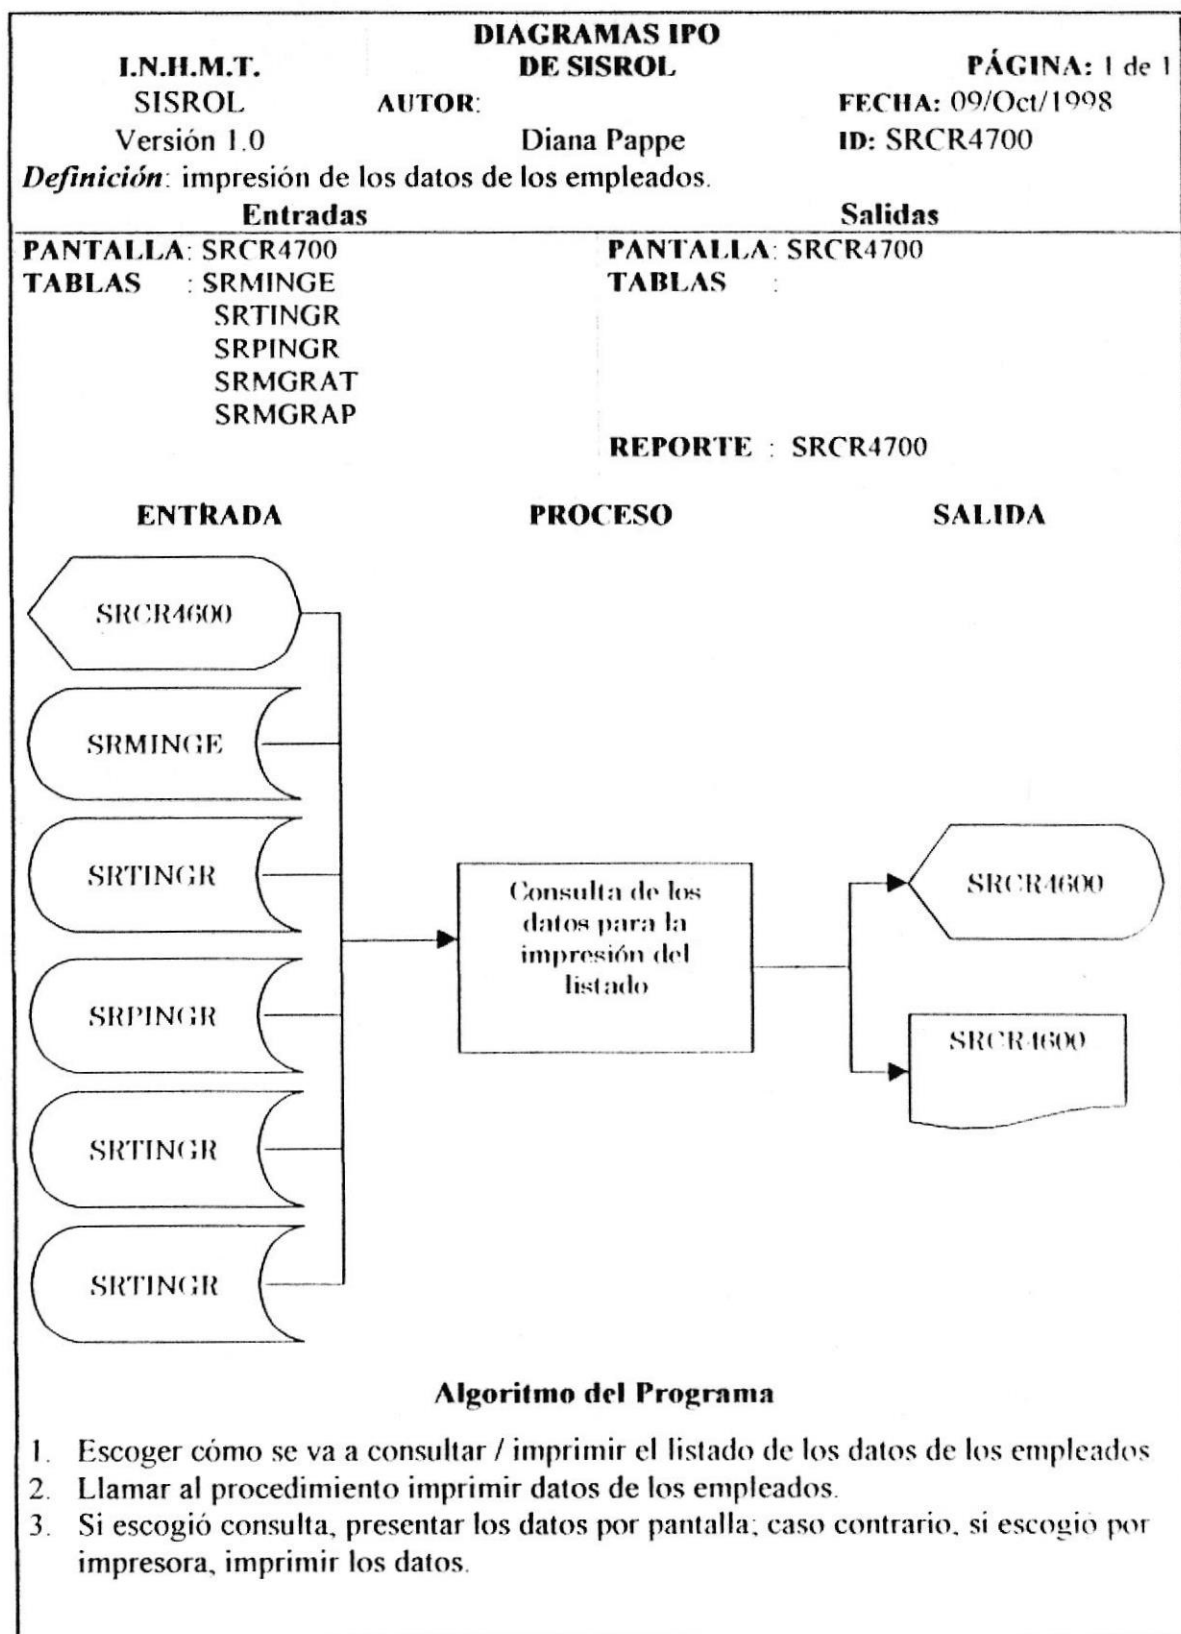 DIAGRAMAS IPO
I.N.H.M.T. DE SISROL PÁGINA: 1 de 1
SISROL AUTOR: FECHA: 09/Oct/1998
Versión 1.0 Diana Pappe ID: SRCR4700
Definición: impresión de los datos de los empleados.
Entradas Salidas
PANTALLA: SRCR4700 PANTALLA: SRCR4700
TABLAS : SRMINGE TABLAS :
SRTINGR
SRPINGR
SRMGRAT
SRMGRAP
REPORTE : SRCR4700
ENTRADA PROCESO SALIDA
SRCR4600
SRMINGE
SRTINGR
SRPINGR
SRTINGR
SRTINGR
Consulta de los
datos para la
impresión del
listado
SRCR4600
SRCR4600
Algoritmo del Programa
1. Escoger cómo se va a consultar / imprimir el listado de los datos de los empleados
2. Llamar al procedimiento imprimir datos de los empleados.
3. Si escogió consulta, presentar los datos por pantalla; caso contrario, si escogio por
impresora, imprimir los datos.